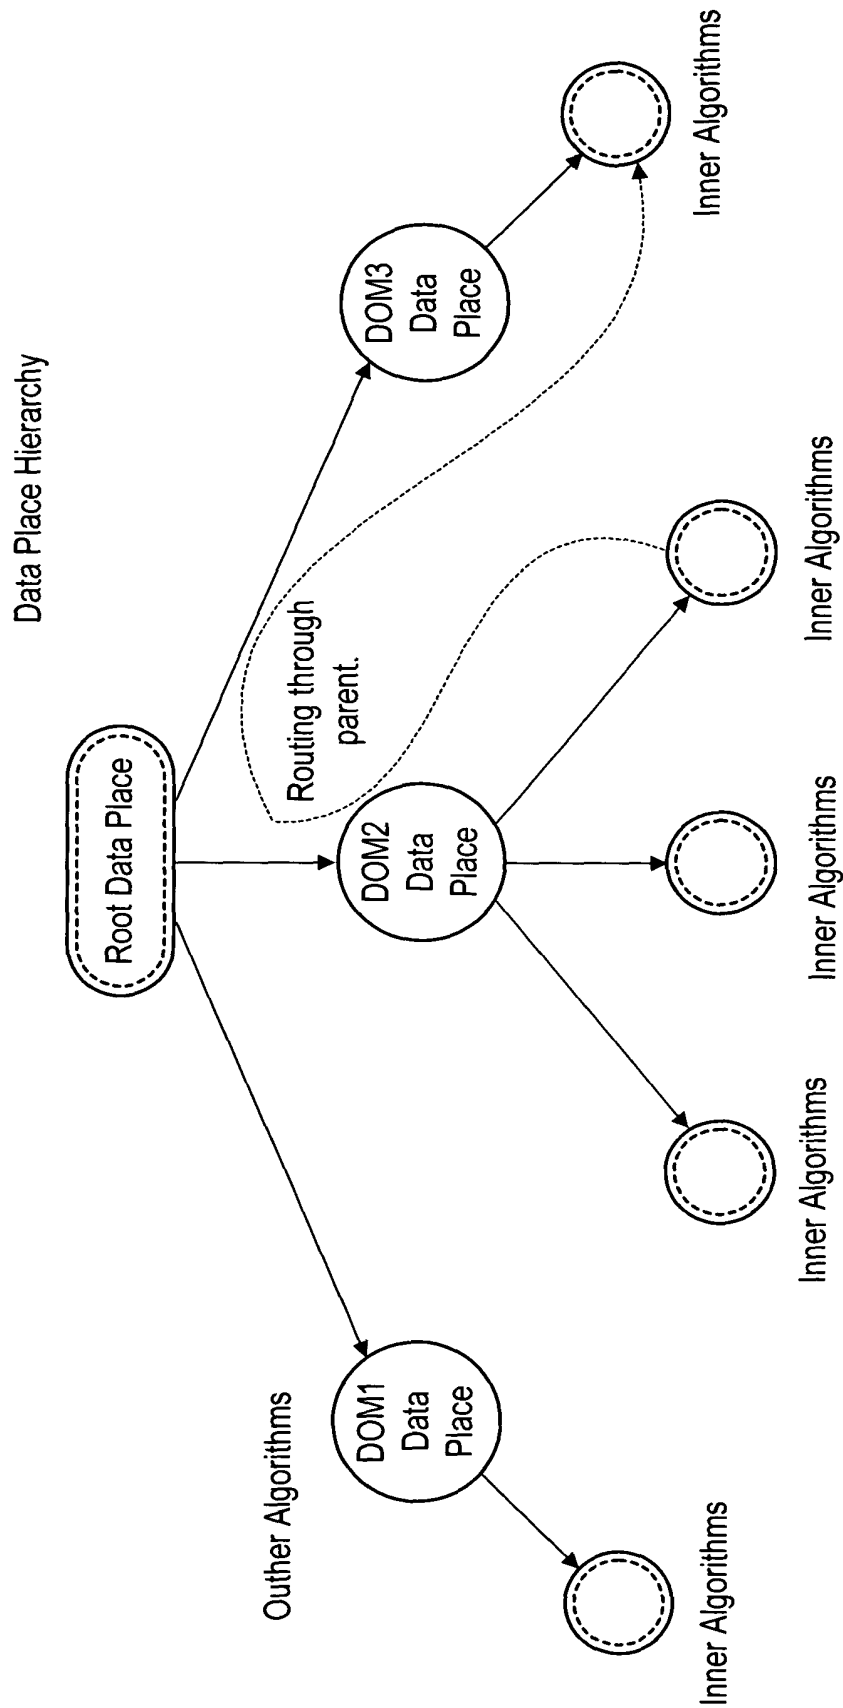 Data Place Hierarchy
Root Data Place
Routing through
parent.
Outher Algorithms
DOM1
Data
Place
DOM2
Data
Place
DOM3
Data
Place
Inner Algorithms
Inner Algorithms
Inner Algorithms
Inner Algorithms
Inner Algorithms